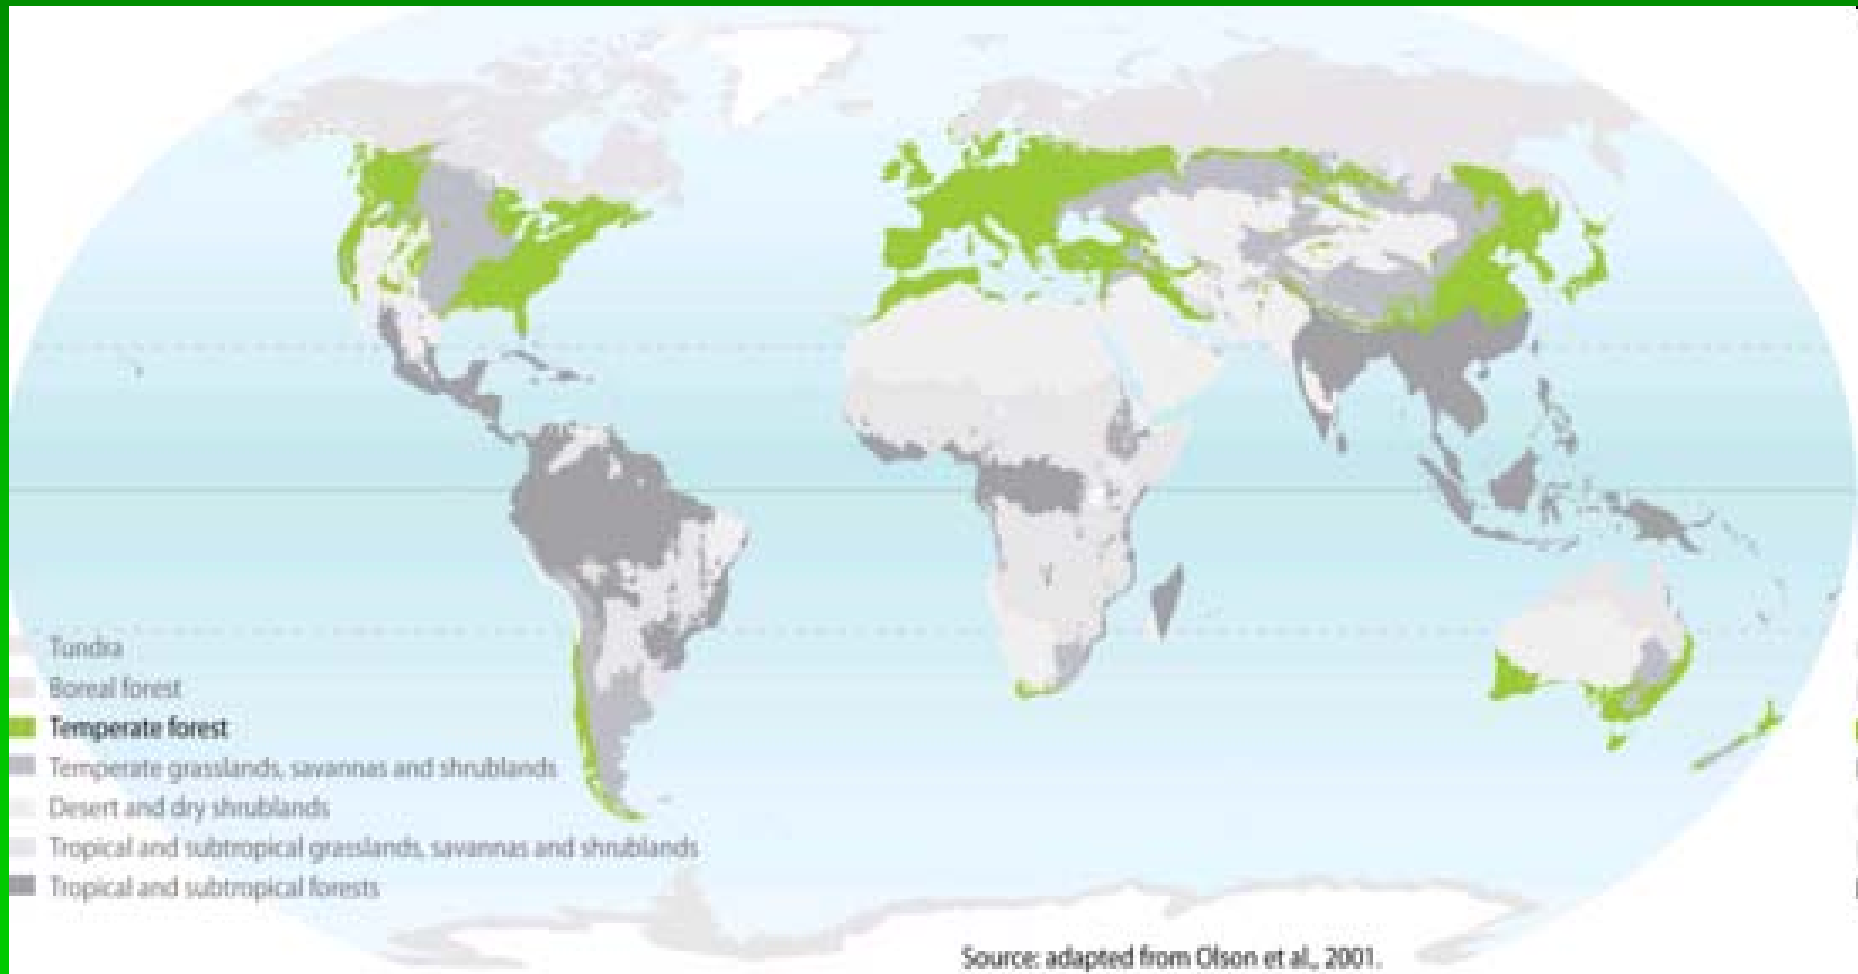 Tundra
Boreal forest
Temperate forest
Temperate grasslands, savannas and shrublands
Desert and dry shrublands
Tropical and subtropical grasslands, savannas and shrublands
Tropical and subtropical forests
Source: adapted from Olson et al., 2001.